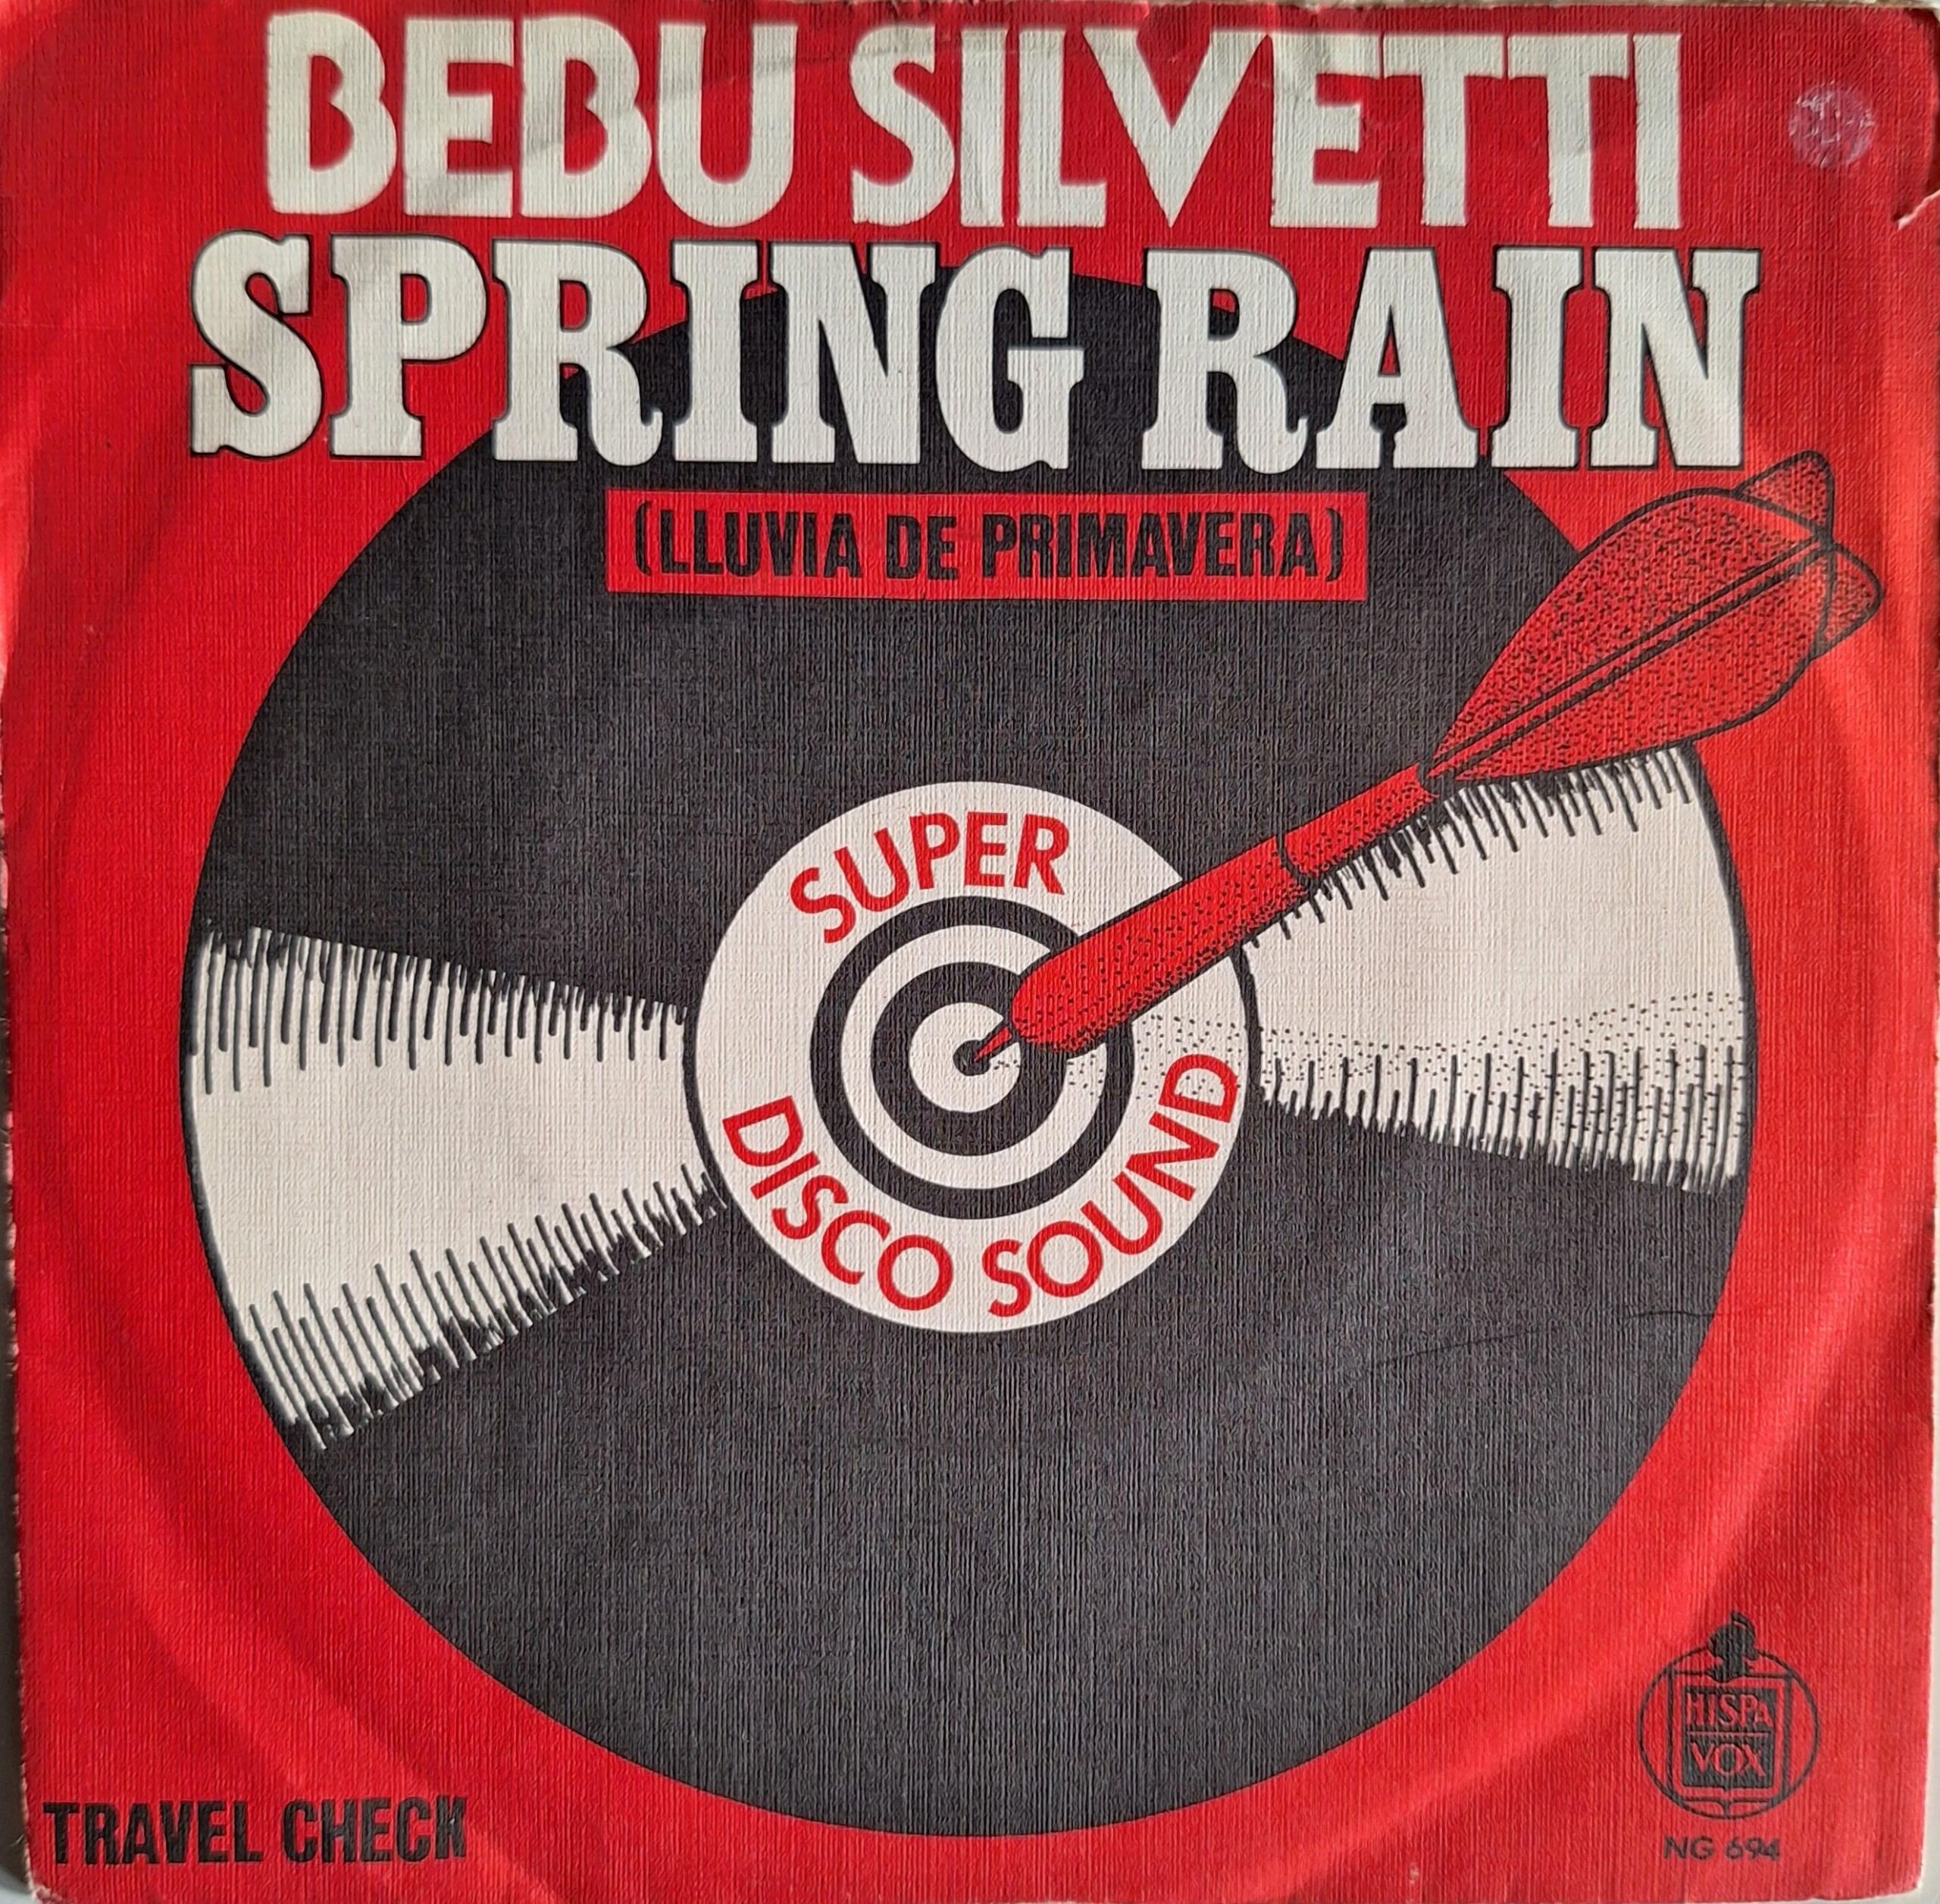 BEBU SILVETTI
SPRING RAIN
(LLUVIA DE PRIMAVERA)
SUPER
DISCO SOUND
TRAVEL CHECK
HISPA
VOX
NG 694